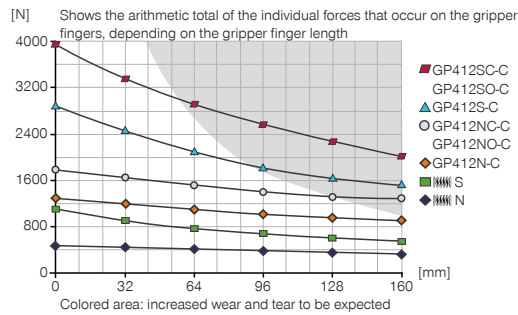 [N] Shows the arithmetic total of the individual forces that occur on the gripper
fingers, depending on the gripper finger length
4000
3200
2400
1600
800
0
0 32 64 96 128 160 [mm]
GP412SC-C
GP412SO-C
GP412S-C
GP412NC-C
GP412NO-C
GP412N-C
S
N
Colored area: increased wear and tear to be expected